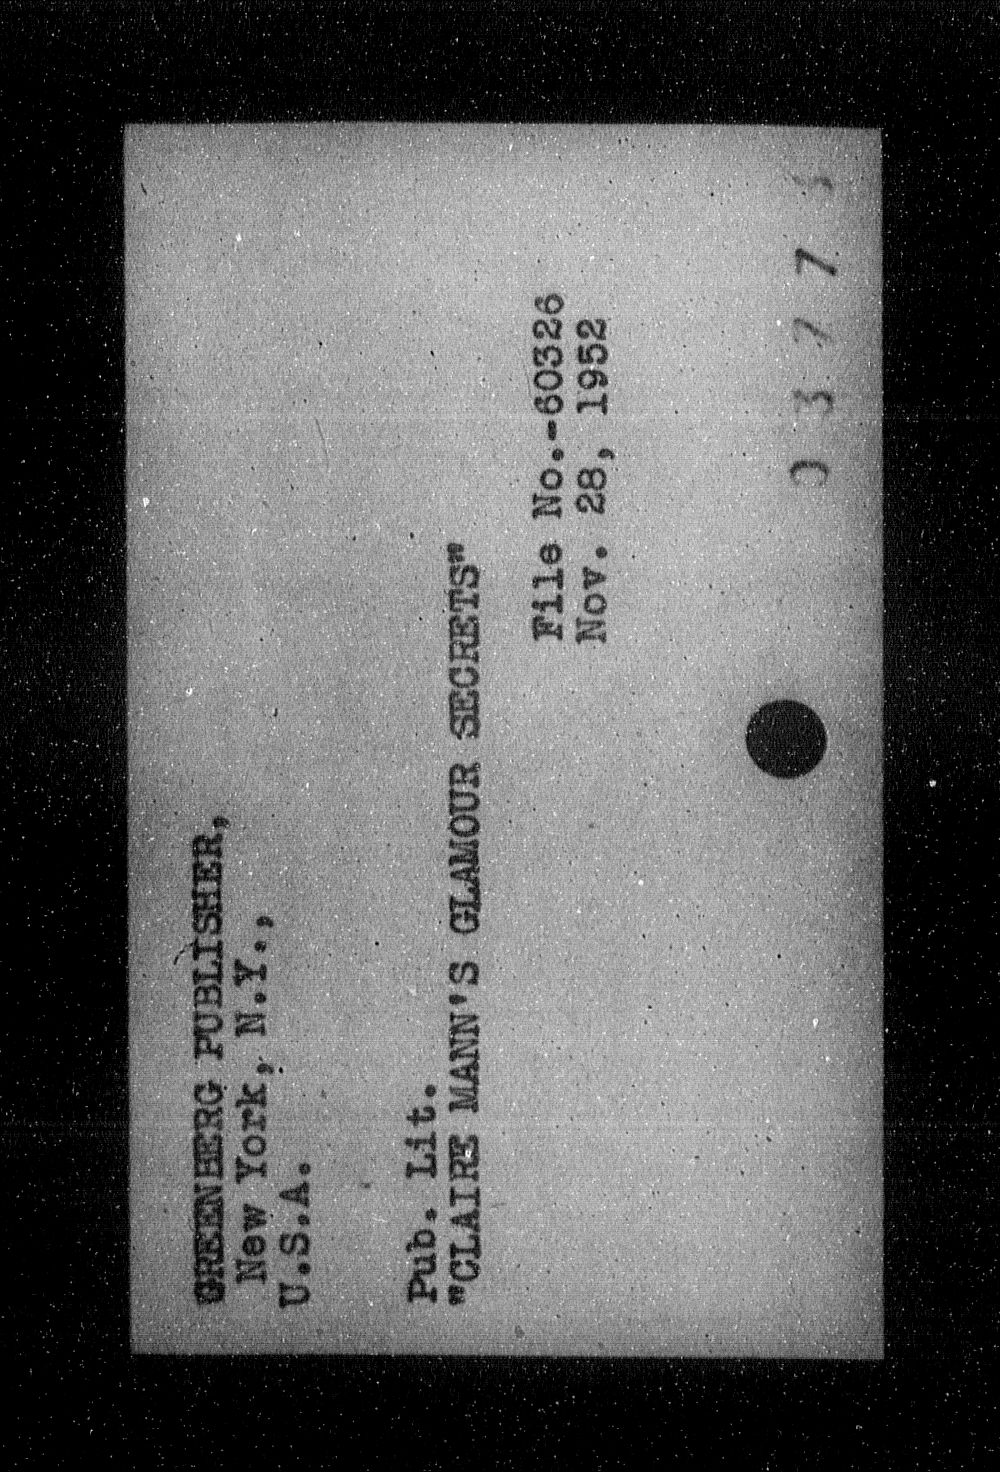 GREENBERG PUBLISHER,
New York, N.Y.,
U.S.A.
Pub. Lit.
"CLAIRE MANN'S GLAMOUR SECRETS"
File No.-60326
Nov. 28, 1952